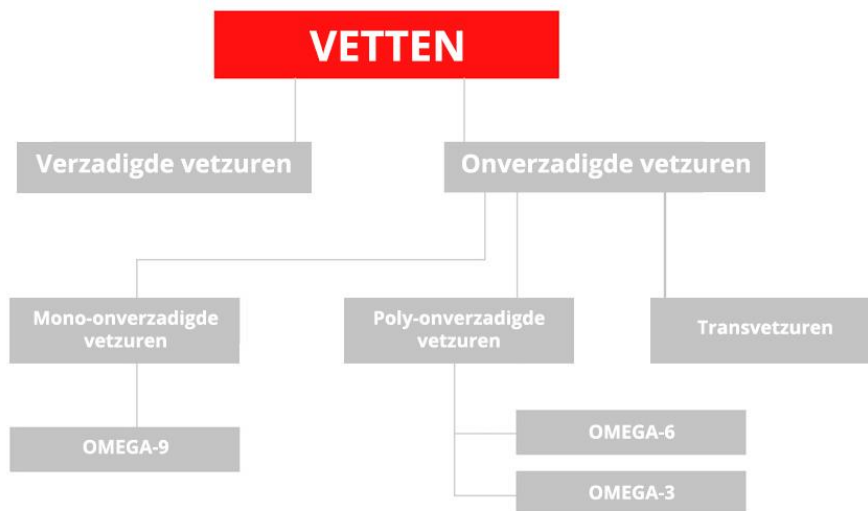 VETTEN
Verzadigde vetzuren
Onverzadigde vetzuren
Mono-onverzadigde
vetzuren
Poly-onverzadigde
vetzuren
Transvetzuren
OMEGA-9
OMEGA-6
OMEGA-3